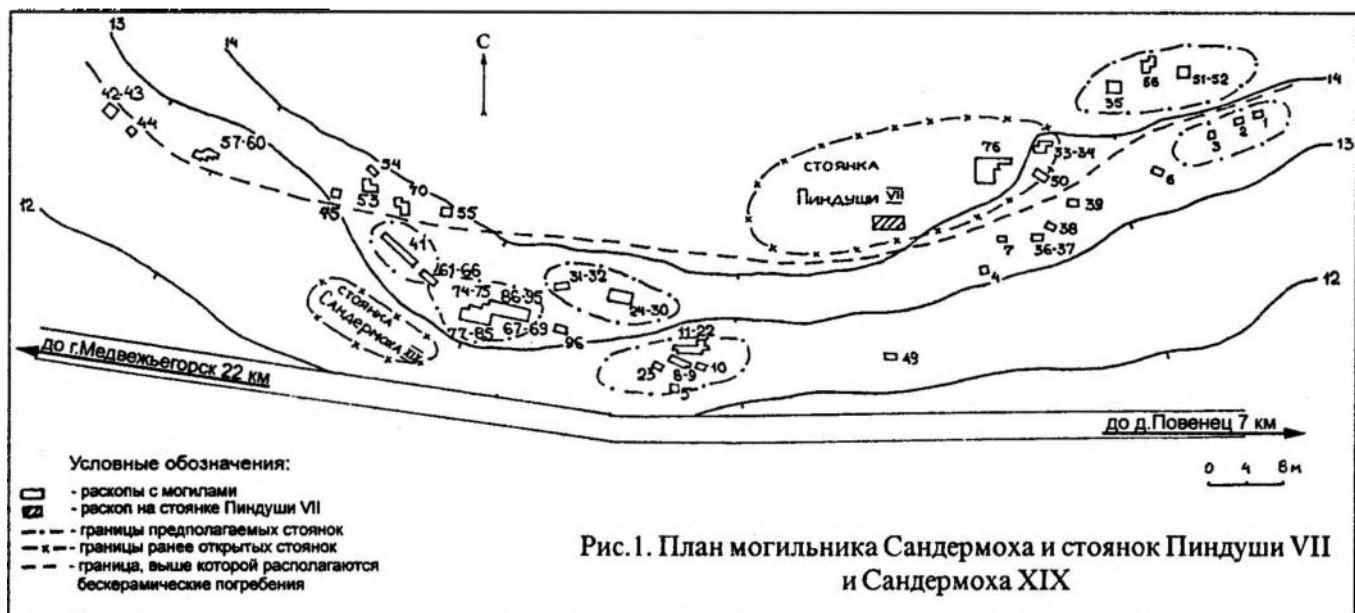 13
14
С
42-43
44
57-60
54
53
70
45
55
12
41
61-66
74-75
86-95
77-85
67-69
31-32
24-30
96
СТОЯНКА
САНДЕРМОХА XIX
11-22
23
8-9
10
5
СТОЯНКА
ПИНДУШИ VII
76
33-34
50
39
38
36-37
7
4
49
6
35
56
51-52
14
3
2
1
13
12
до г.Медвежьегорск 22 км
до д.Повенец 7 км
0 4 8м
Условные обозначения:
- раскопы с могилами
- раскоп на стоянке Пиндуши VII
- границы предполагаемых стоянок
- границы ранее открытых стоянок
- граница, выше которой располагаются
бескерамические погребения
Рис.1. План могильника Сандермоха и стоянок Пиндуши VII
и Сандермоха XIX